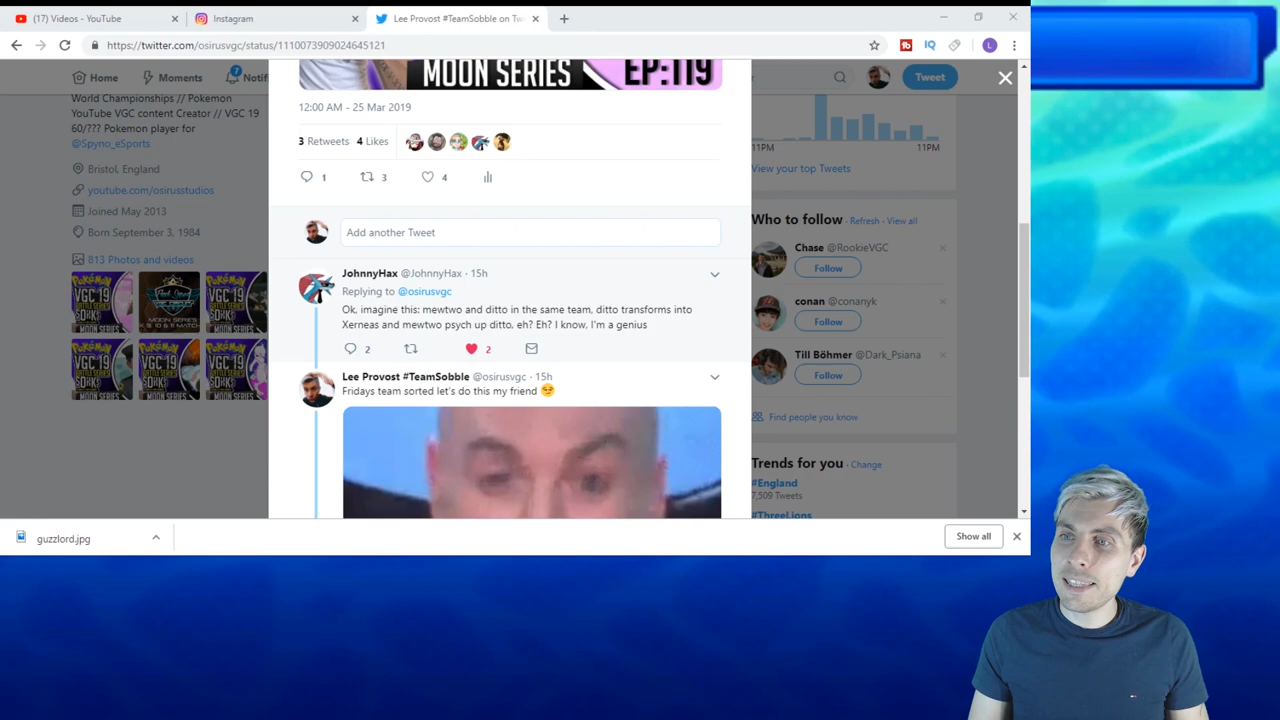 (17) Videos - YouTube
Instagram
Lee Provost #TeamSobble on Tw
https://twitter.com/osirusvgc/status/1110073909024645121
Home
Moments
7
Notif
Tweet
World Championships // Pokemon
YouTube VGC content Creator // VGC 19
60/??? Pokemon player for
@Spyno_eSports
Bristol, England
youtube.com/osirusstudios
Joined May 2013
Born September 3, 1984
813 Photos and videos
MOON SERIES
EP:119
12:00 AM - 25 Mar 2019
3 Retweets 4 Likes
1 3 4
Add another Tweet
JohnnyHax @JohnnyHax · 15h
Replying to @osirusvgc
Ok, imagine this: mewtwo and ditto in the same team, ditto transforms into
Xerneas and mewtwo psych up ditto, eh? Eh? I know, I'm a genius
2 2
Lee Provost #TeamSobble @osirusvgc · 15h
Fridays team sorted let's do this my friend
11PM 11PM
View your top Tweets
Who to follow · Refresh · View all
Chase @RookieVGC
Follow
conan @conanyk
Follow
Till Böhmer @Dark_Psiana
Follow
Find people you know
Trends for you · Change
#England
7,509 Tweets
#ThreeLions
guzzlord.jpg
Show all